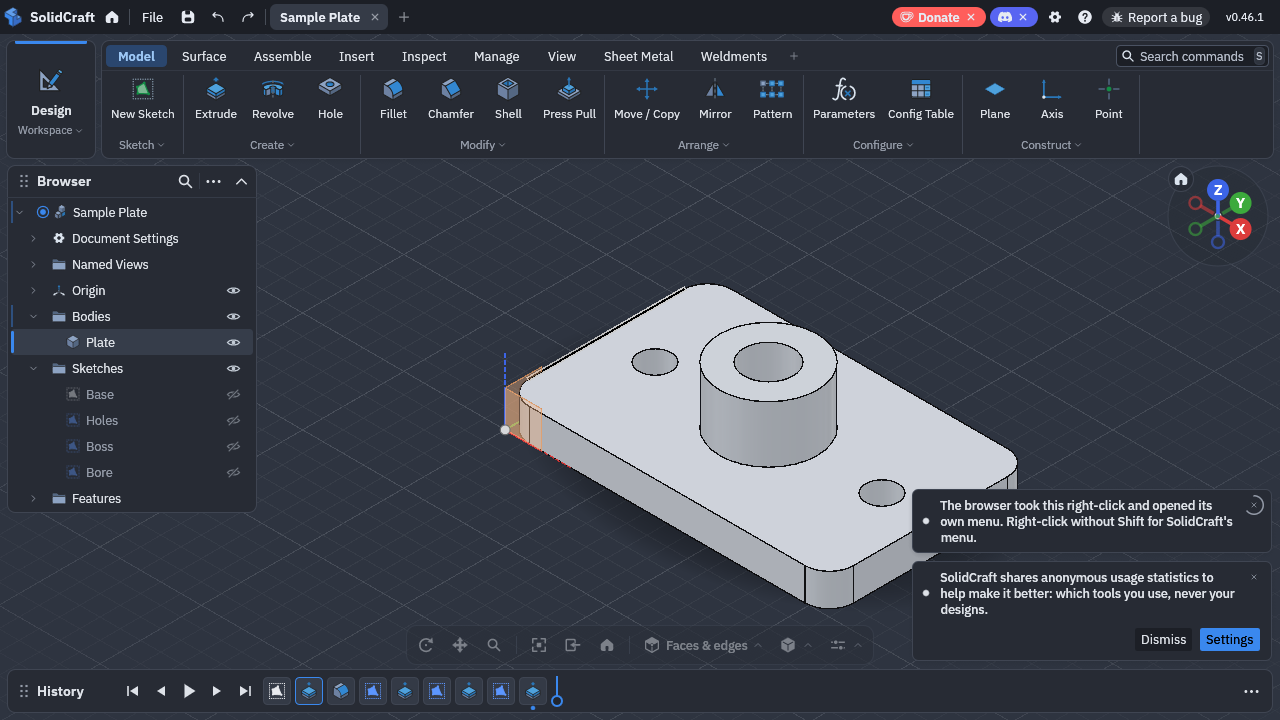 SolidCraft File Sample Plate Donate Report a bug v0.46.1
Model Surface Assemble Insert Inspect Manage View Sheet Metal Weldments Search commands S
Design
Workspace
New Sketch Extrude Revolve Hole Fillet Chamfer Shell Press Pull Move / Copy Mirror Pattern Parameters Config Table Plane Axis Point
Sketch Create Modify Arrange Configure Construct
Browser
Sample Plate
Document Settings
Named Views
Origin
Bodies
Plate
Sketches
Base
Holes
Boss
Bore
Features
Z
Y
X
The browser took this right-click and opened its
own menu. Right-click without Shift for SolidCraft's
menu.
SolidCraft shares anonymous usage statistics to
help make it better: which tools you use, never your
designs.
Dismiss Settings
Faces & edges
History